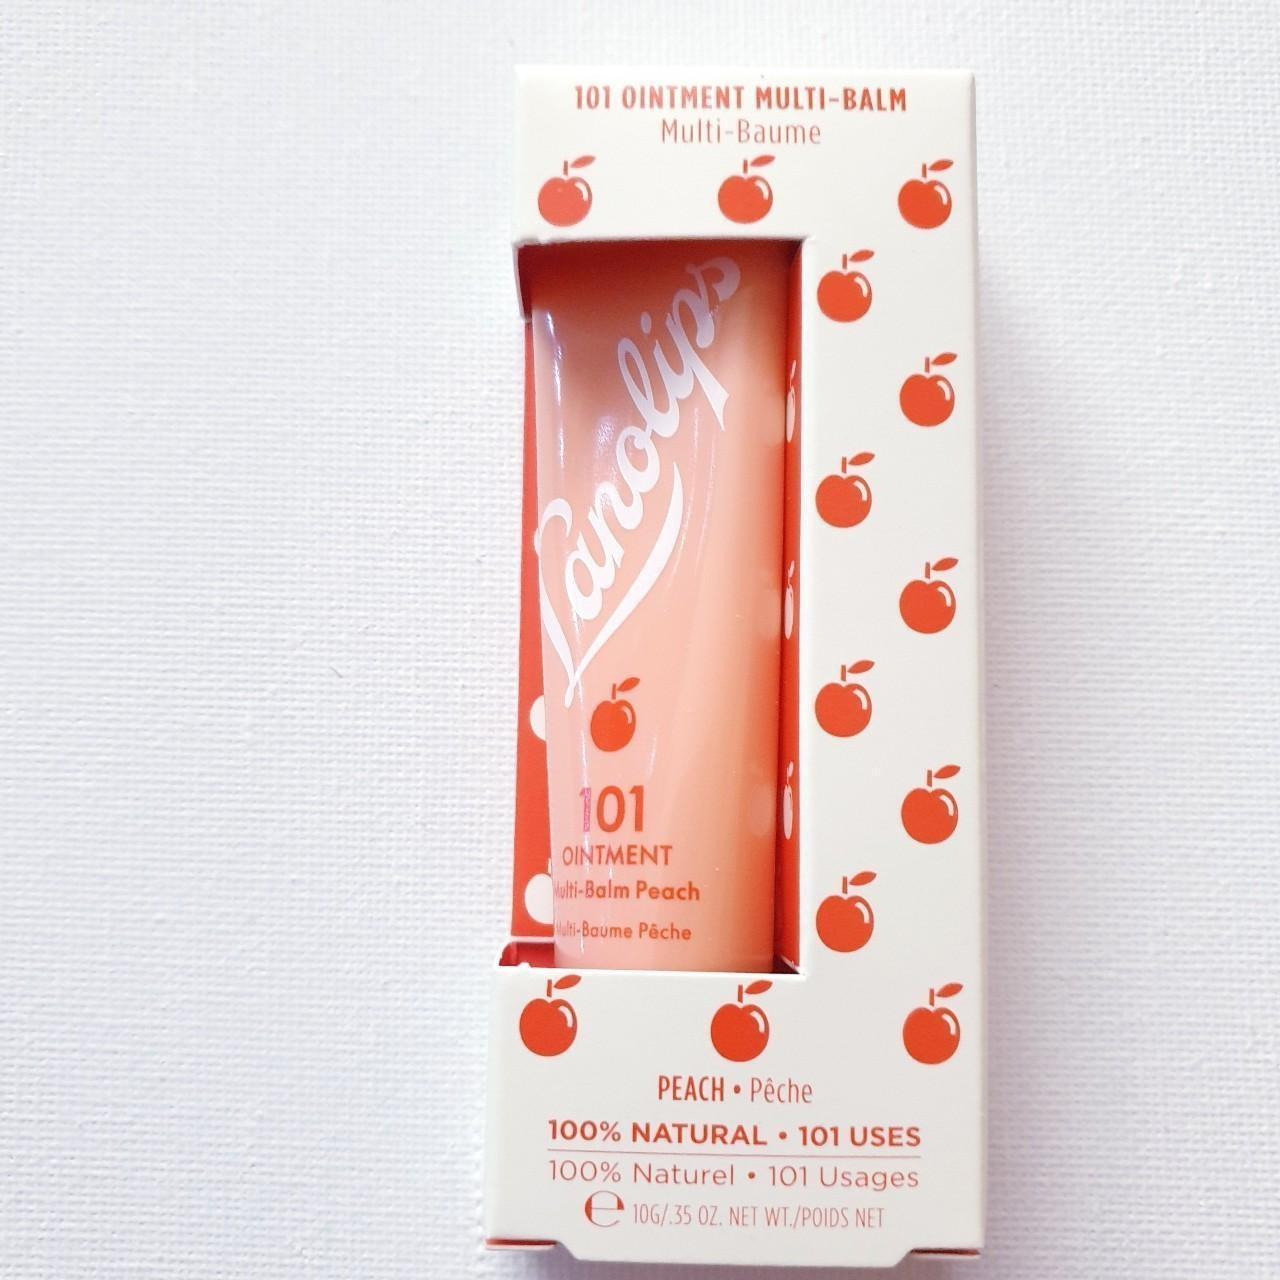 101 OINTMENT MULTI-BALM
Multi-Baume
Lanolips
101
OINTMENT
Multi-Balm Peach
Multi-Baume Pêche
PEACH • Pêche
100% NATURAL • 101 USES
100% Naturel • 101 Usages
℮ 10G/.35 OZ. NET WT./POIDS NET